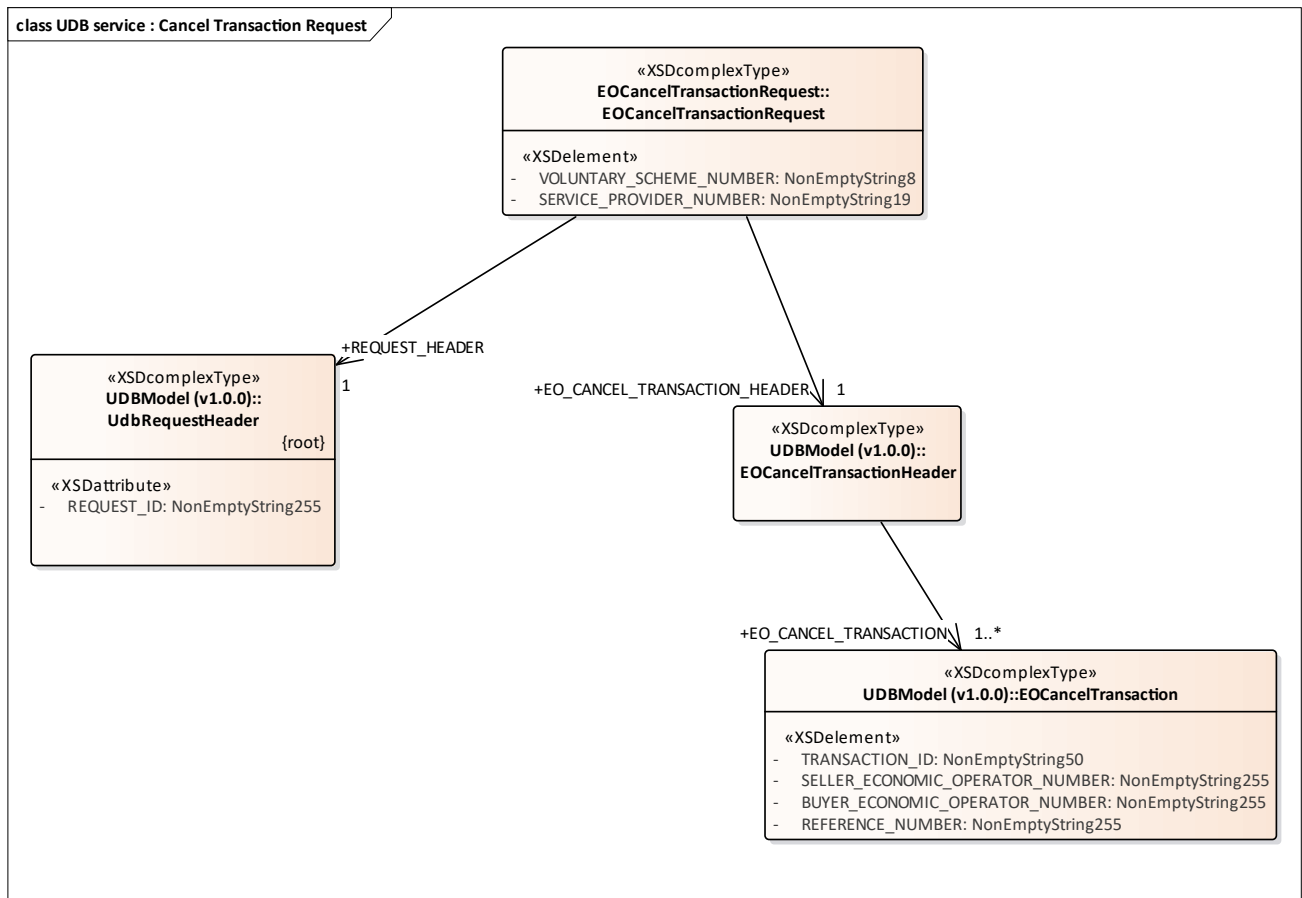 class UDB service : Cancel Transaction Request
«XSDcomplexType»
EOCancelTransactionRequest::
EOCancelTransactionRequest
«XSDelement»
- VOLUNTARY_SCHEME_NUMBER: NonEmptyString8
- SERVICE_PROVIDER_NUMBER: NonEmptyString19
+REQUEST_HEADER
1
«XSDcomplexType»
UDBModel (v1.0.0)::
UdbRequestHeader
{root}
«XSDattribute»
- REQUEST_ID: NonEmptyString255
+EO_CANCEL_TRANSACTION_HEADER 1
«XSDcomplexType»
UDBModel (v1.0.0)::
EOCancelTransactionHeader
+EO_CANCEL_TRANSACTION 1..*
«XSDcomplexType»
UDBModel (v1.0.0)::EOCancelTransaction
«XSDelement»
- TRANSACTION_ID: NonEmptyString50
- SELLER_ECONOMIC_OPERATOR_NUMBER: NonEmptyString255
- BUYER_ECONOMIC_OPERATOR_NUMBER: NonEmptyString255
- REFERENCE_NUMBER: NonEmptyString255